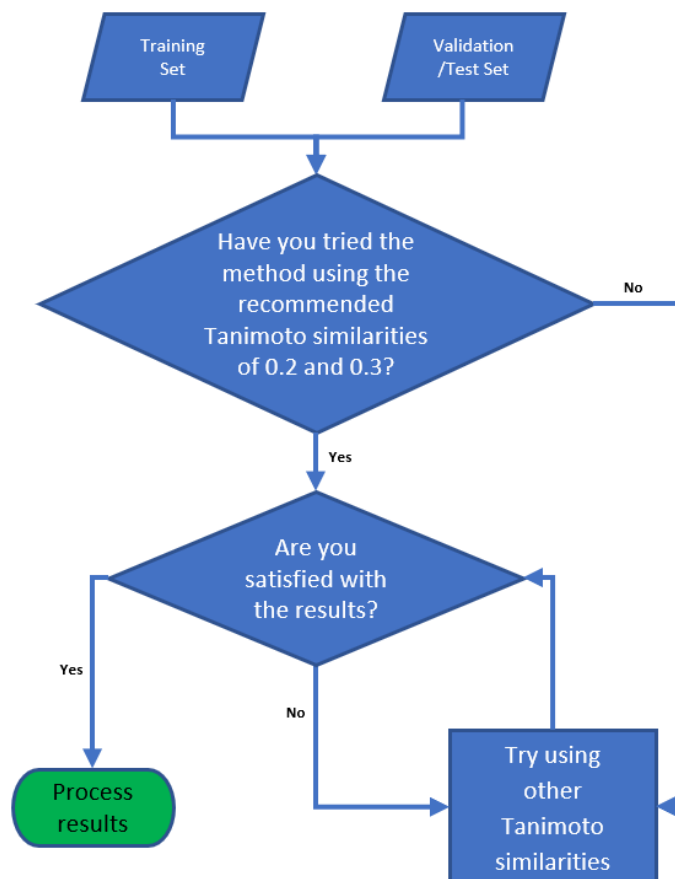 Training
Set
Validation
/Test Set
Have you tried the
method using the
recommended
Tanimoto similarities
of 0.2 and 0.3?
No
Yes
Are you
satisfied with
the results?
Yes
No
Process
results
Try using
other
Tanimoto
similarities